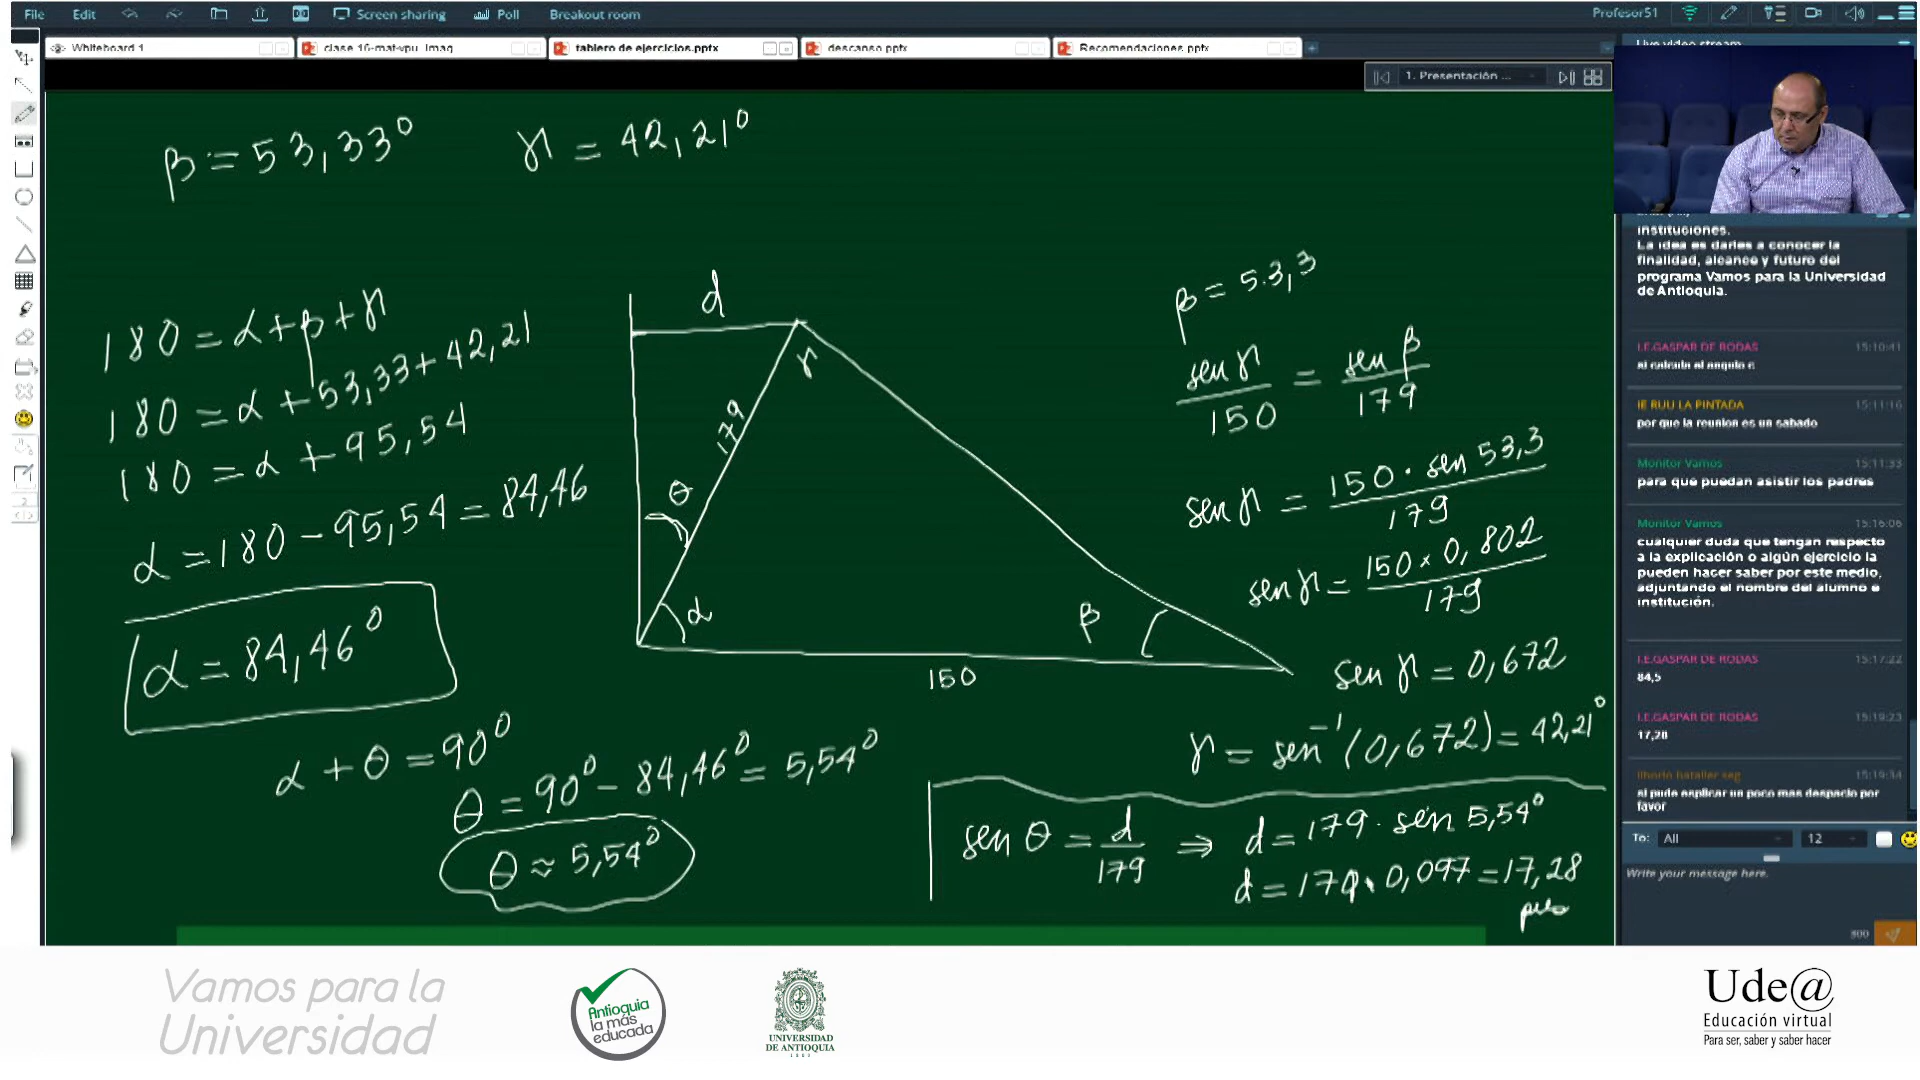 File Edit Screen sharing Poll Breakout room Profesor51
Whiteboard 1 clase 16-mat-vpu_imag tablero de ejercicios.pptx descanso.pptx Recomendaciones.pptx
Live video stream
1. Presentación ...
β = 53,33° γ = 42,21°
180 = α + β + γ
180 = α + 53,33 + 42,21
180 = α + 95,54
α = 180 - 95,54 = 84,46
α = 84,46°
α + θ = 90°
θ = 90° - 84,46° = 5,54°
θ ≈ 5,54°
d
γ
179
θ
α
β
150
β = 53,3
sen γ / 150 = sen β / 179
sen γ = 150 · sen 53,3 / 179
sen γ = 150 × 0,802 / 179
sen γ = 0,672
γ = sen⁻¹ (0,672) = 42,21°
sen θ = d / 179 ⇒ d = 179 · sen 5,54°
d = 179 · 0,097 = 17,28
instituciones.
La idea es darles a conocer la
finalidad, alcance y futuro del
programa Vamos para la Universidad
de Antioquia.
I.E.GASPAR DE RODAS 15:10:41
al calcula el angulo c
IE RUU LA PINTADA 15:11:16
por que la reunion es un sabado
Monitor Vamos 15:11:33
para que puedan asistir los padres
Monitor Vamos 15:16:06
cualquier duda que tengan respecto
a la explicación o algún ejercicio la
pueden hacer saber por este medio,
adjuntando el nombre del alumno e
institución.
I.E.GASPAR DE RODAS 15:17:22
84,5
I.E.GASPAR DE RODAS 15:19:23
17,28
15:19:34
si pude explicar un poco mas despacio por
favor
To: All 12
Write your message here.
800
Vamos para la
Universidad
Antioquia
la más
educada
UNIVERSIDAD
DE ANTIOQUIA
1803
Ude@
Educación virtual
Para ser, saber y saber hacer